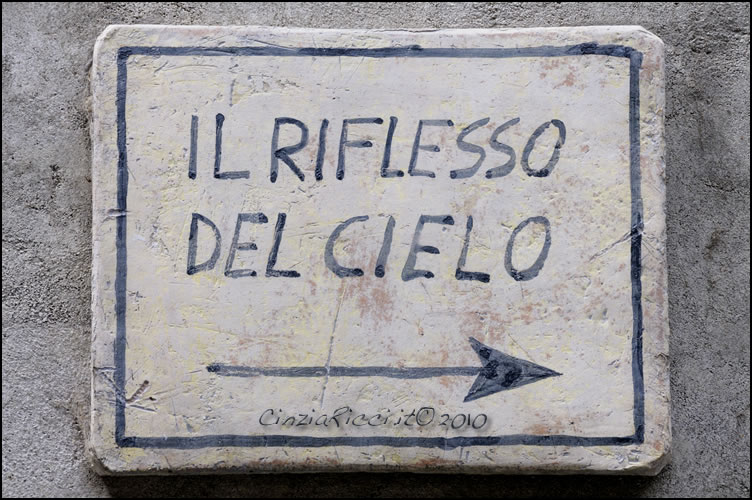 IL RIFLESSO
DEL CIELO
CinziaRicci.it© 2010